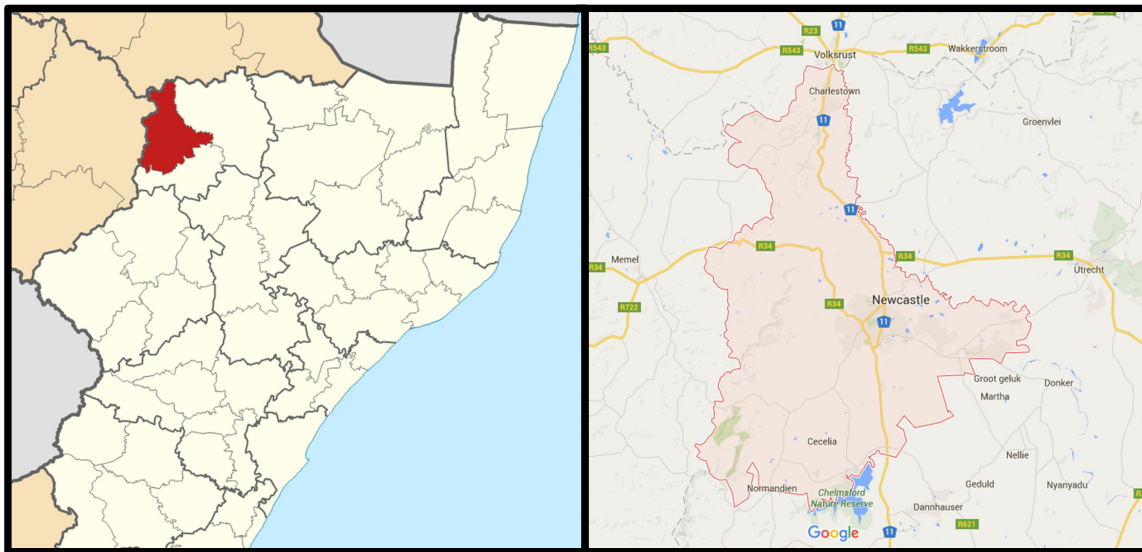 11
R23
R543
R543
R543
Volksrust
Wakkerstroom
Charlestown
11
Groenvlei
11
Memel
R34
R34
R34
R34
Utrecht
R722
R34
Newcastle
11
Groot geluk
Donker
Martha
Cecelia
Nellie
Normandien
Chelmsford
Nature Reserve
Geduld
Nyanyadu
Dannhauser
R621
Google
11